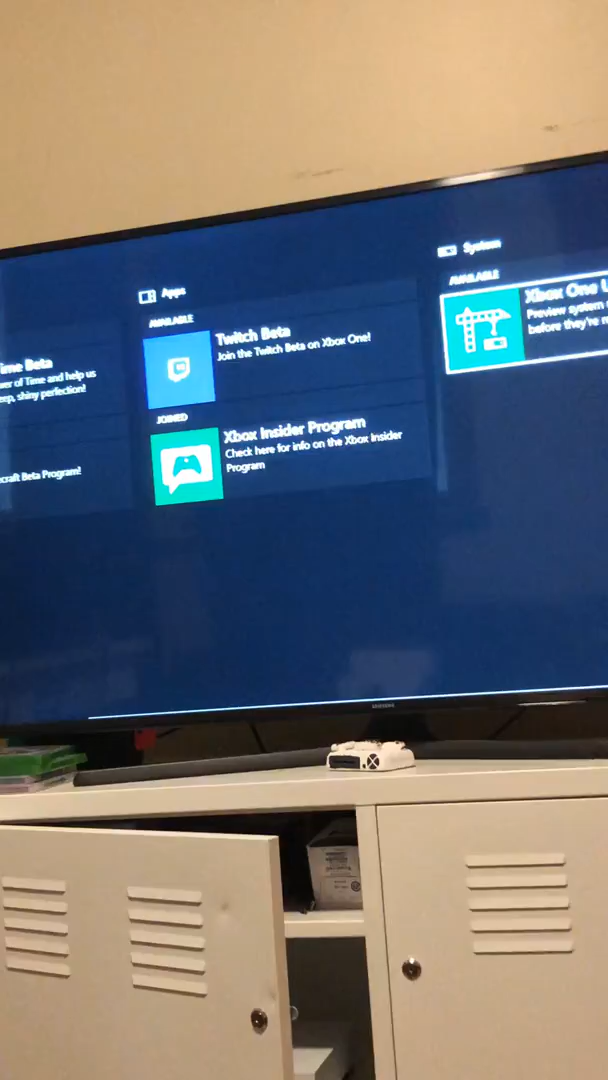 ime Beta
wer of Time and help us
eep, shiny perfection!
craft Beta Program!
Apps
AVAILABLE
Twitch Beta
Join the Twitch Beta on Xbox One!
JOINED
Xbox Insider Program
Check here for info on the Xbox Insider
Program
System
AVAILABLE
Xbox One U
Preview system
before they're
SAMSUNG